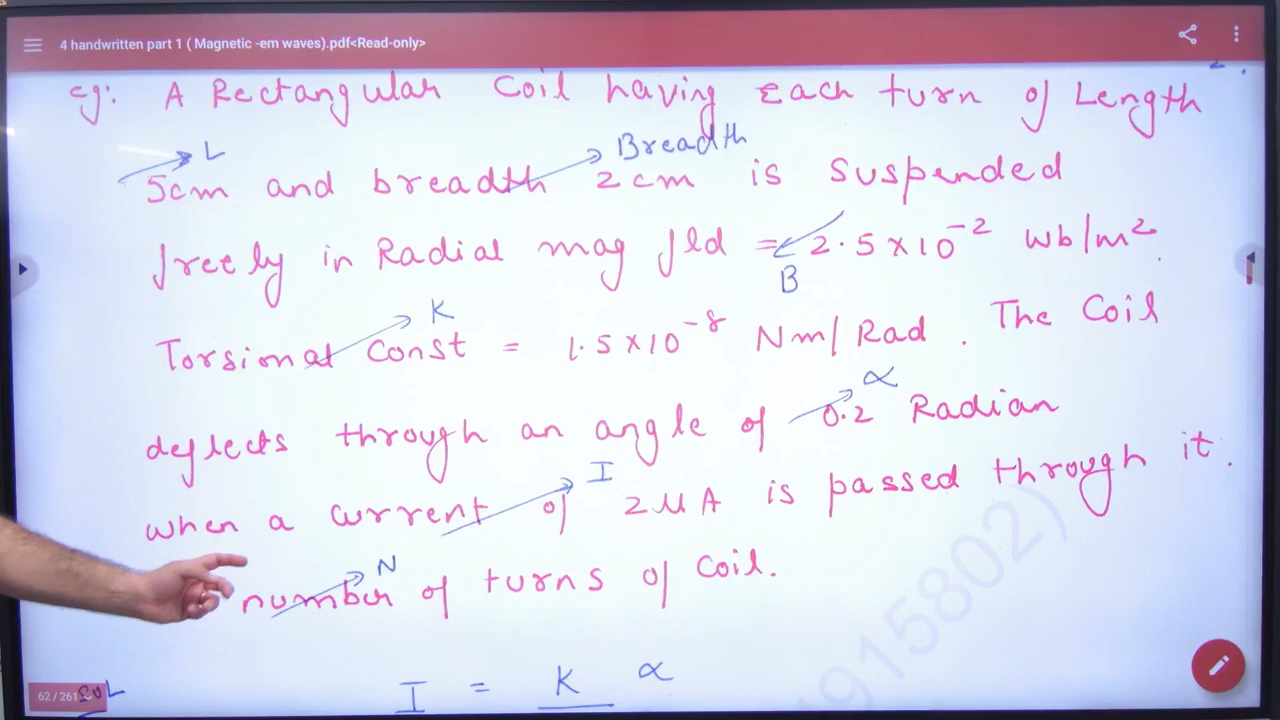 4 handwritten part 1 ( Magnetic -em waves).pdf<Read-only>
eg: A Rectangular Coil having Each turn of Length
L Breadth
5cm and breadth 2cm is suspended
freely in Radial mag fld = 2.5×10⁻² Wb/m².
B
K
Torsional Const = 1.5×10⁻⁸ Nm/Rad. The Coil
α
deflects through an angle of 0.2 Radian
I
when a current of 2μA is passed through it.
N
number of turns of Coil.
62 / 261
Sol
I = K α
915802)